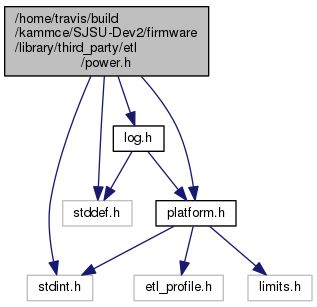 /home/travis/build
/kammce/SJSU-Dev2/firmware
/library/third_party/etl
/power.h
log.h
stddef.h
platform.h
stdint.h
etl_profile.h
limits.h